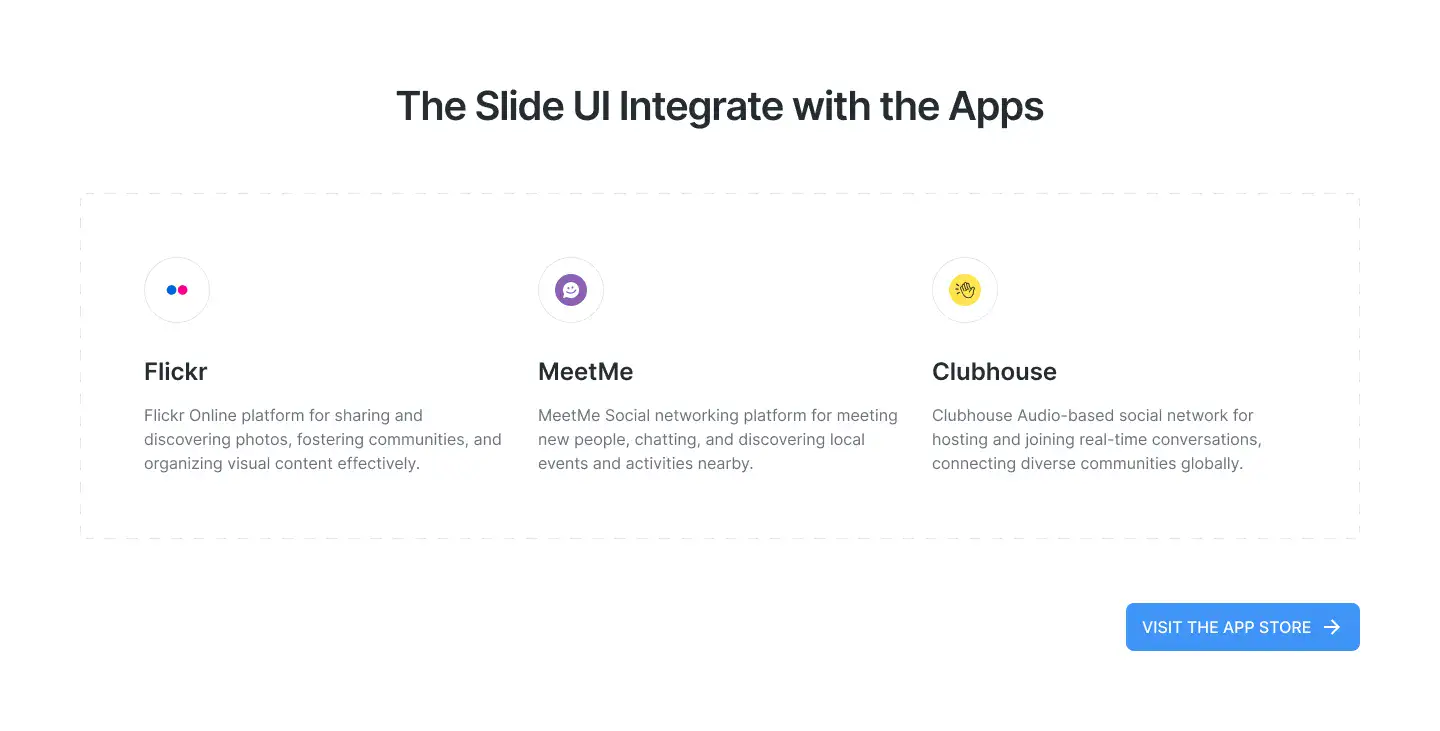 The Slide UI Integrate with the Apps
Flickr
Flickr Online platform for sharing and
discovering photos, fostering communities, and
organizing visual content effectively.
MeetMe
MeetMe Social networking platform for meeting
new people, chatting, and discovering local
events and activities nearby.
Clubhouse
Clubhouse Audio-based social network for
hosting and joining real-time conversations,
connecting diverse communities globally.
VISIT THE APP STORE